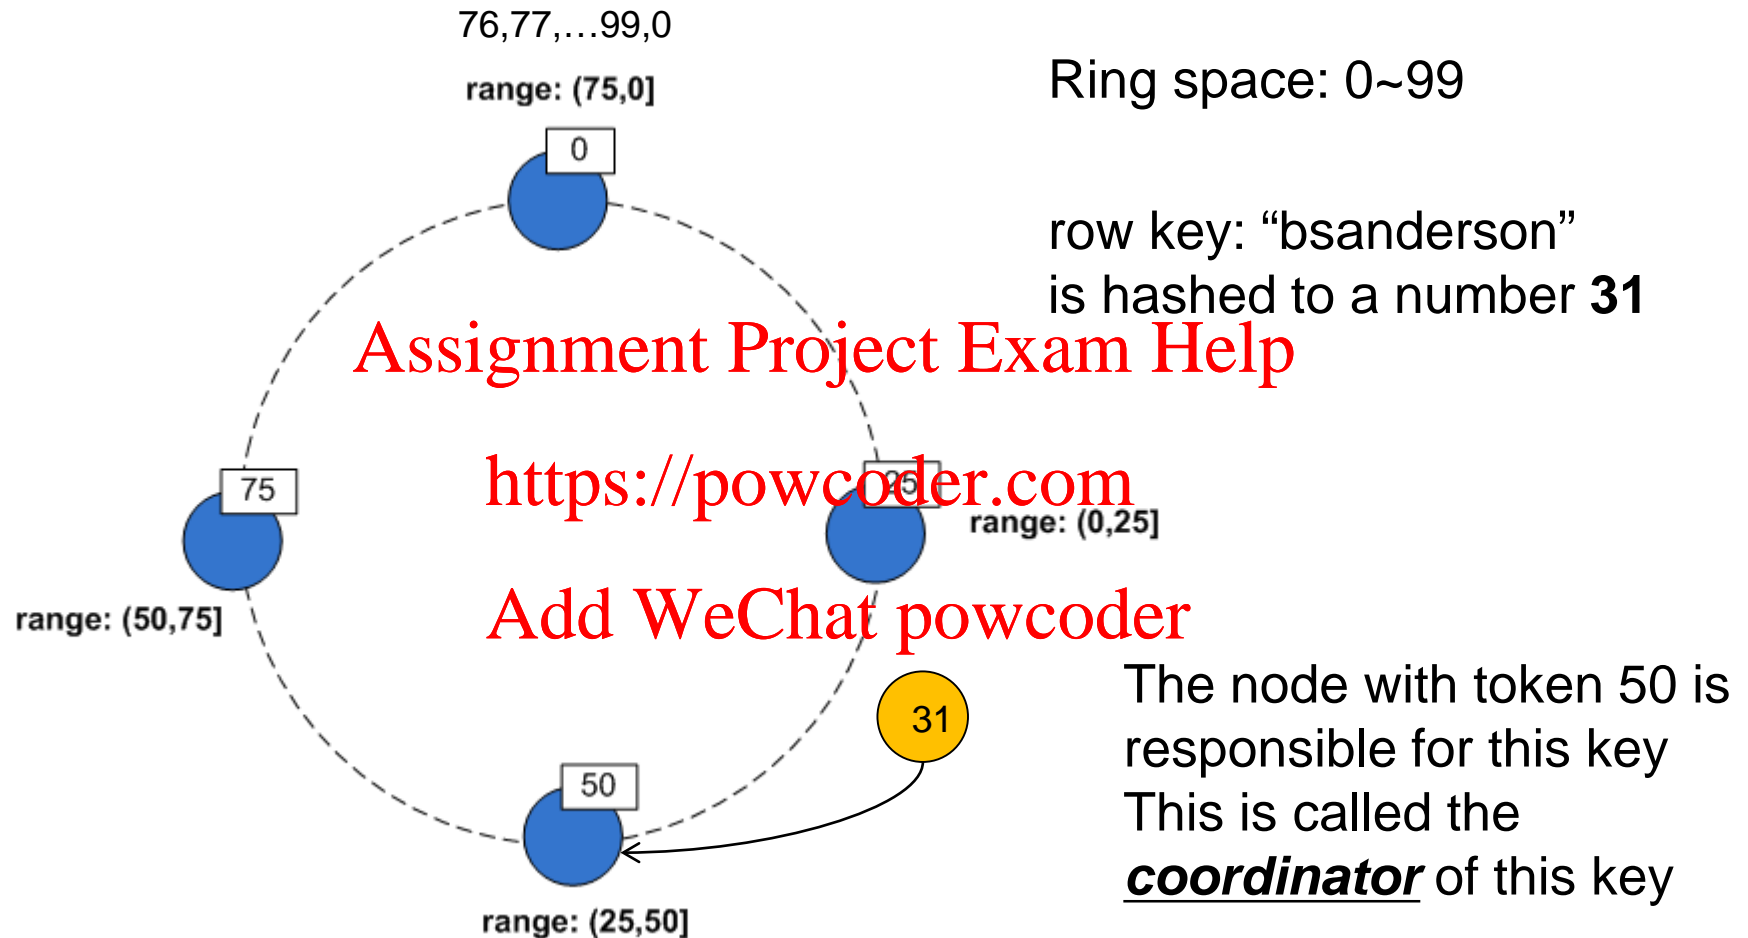 76,77,…99,0
range: (75,0]
0
Ring space: 0~99
row key: “bsanderson”
is hashed to a number 31
Assignment Project Exam Help
75
https://powcoder.com
25
range: (0,25]
Add WeChat powcoder
range: (50,75]
31
50
range: (25,50]
The node with token 50 is
responsible for this key
This is called the
coordinator of this key